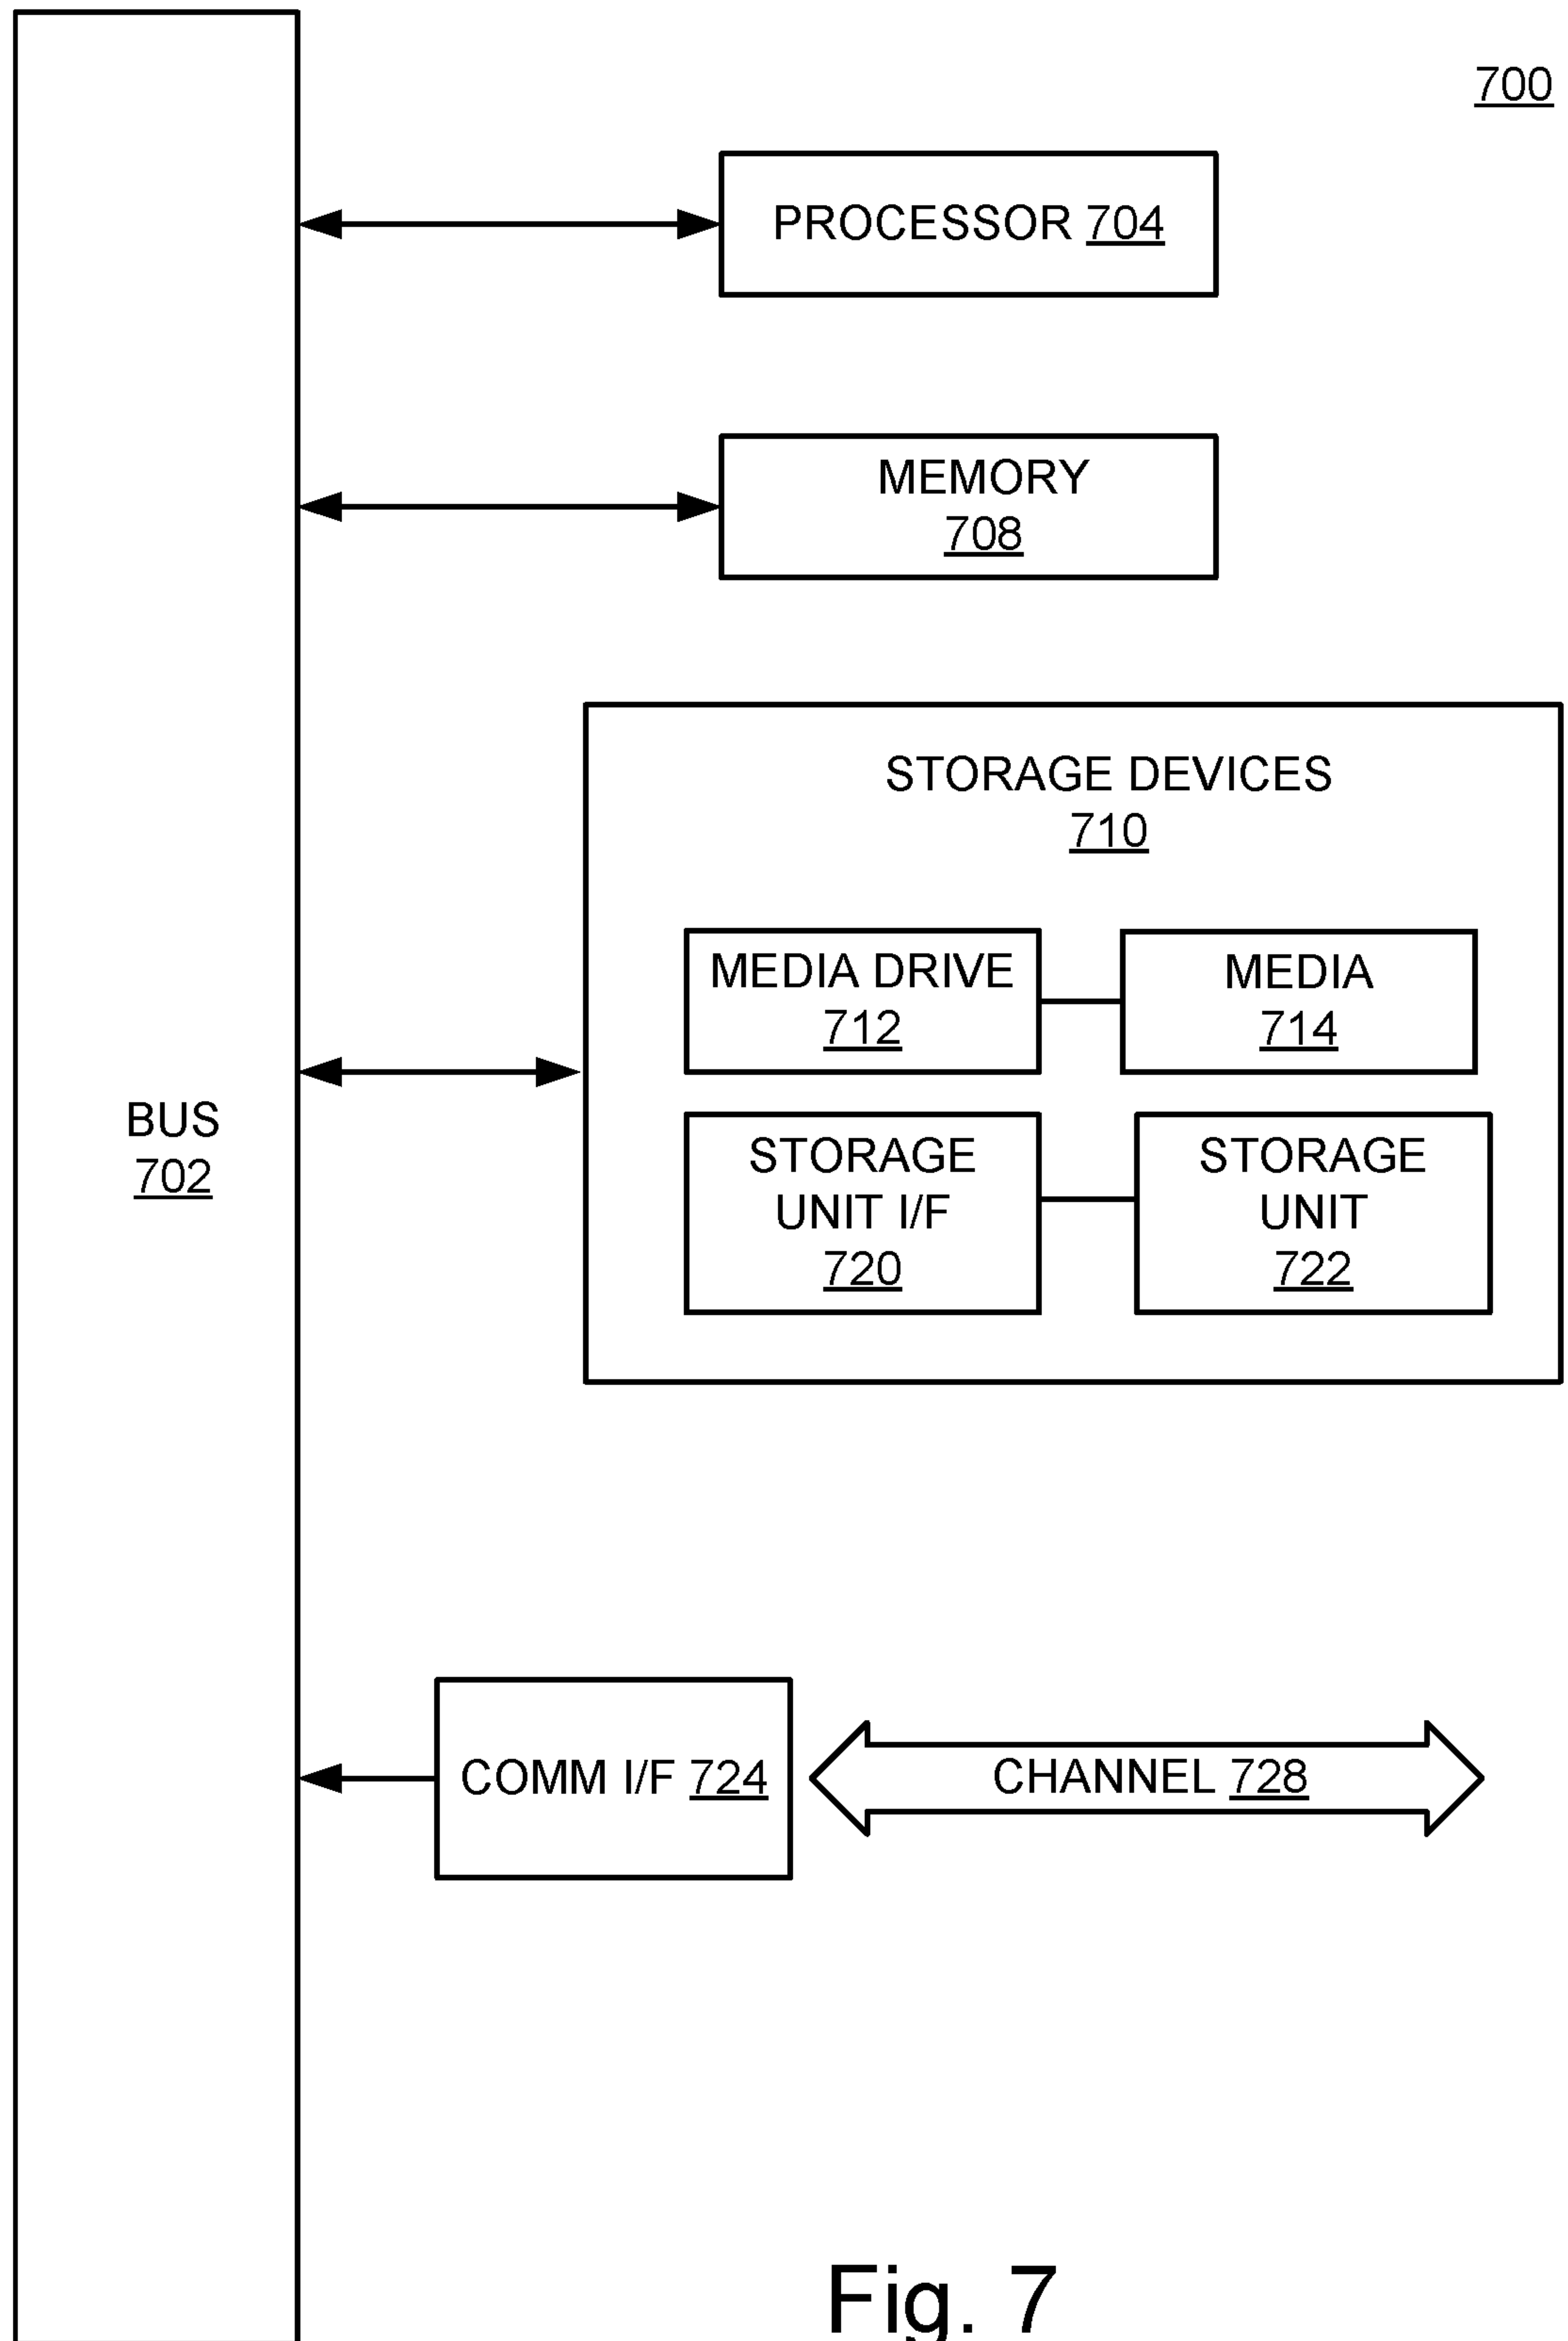 700
PROCESSOR 704
MEMORY
708
STORAGE DEVICES
710
MEDIA DRIVE
712
MEDIA
714
BUS
702
STORAGE
UNIT I/F
720
STORAGE
UNIT
722
COMM I/F 724
CHANNEL 728
Fig. 7